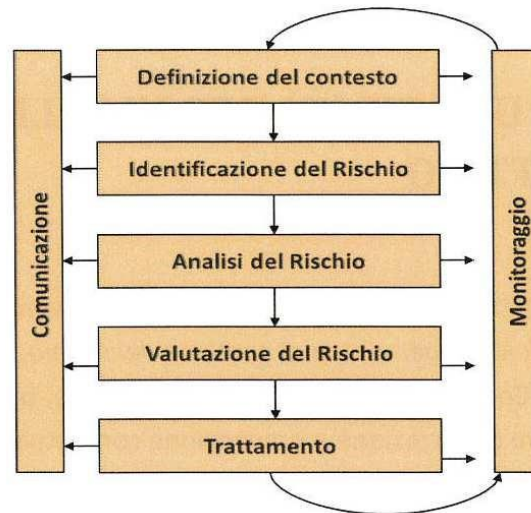 Definizione del contesto
Identificazione del Rischio
Analisi del Rischio
Valutazione del Rischio
Trattamento
Comunicazione
Monitoraggio